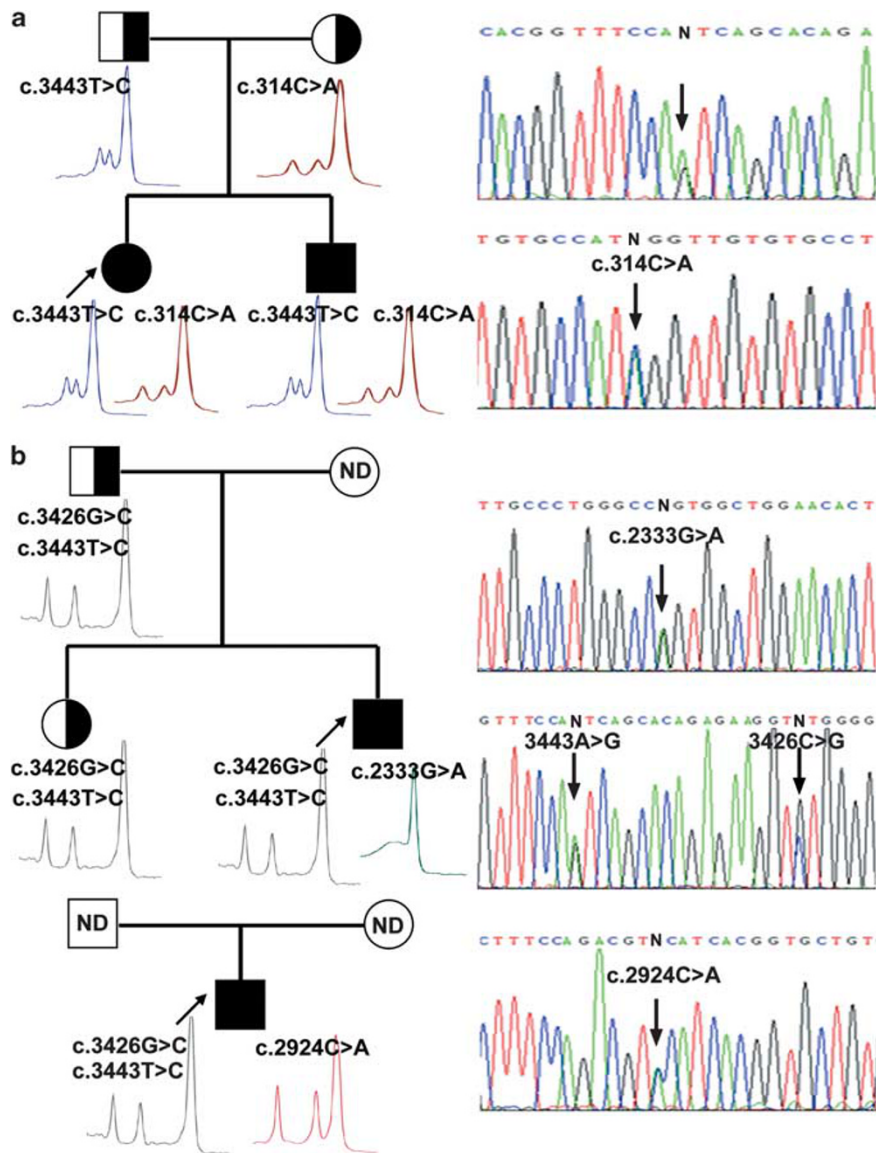 a
c.3443T>C
c.314C>A
c.3443T>C c.314C>A c.3443T>C c.314C>A
CACGGTTTCCANTCAGCACAGA
TGTGCCATNGGTTGTGTGCCT
c.314C>A
b
ND
c.3426G>C
c.3443T>C
c.3426G>C
c.3443T>C
c.3426G>C
c.3443T>C
c.2333G>A
TTGCCCTGGGCCNGTGGCTGGAACACT
c.2333G>A
GTTTCCANTCAGCACAGAGAAGGTNTGGGG
3443A>G 3426C>G
ND
ND
c.3426G>C
c.3443T>C
c.2924C>A
CTTTCCAGACGTNCATCACGGTGCTGT
c.2924C>A